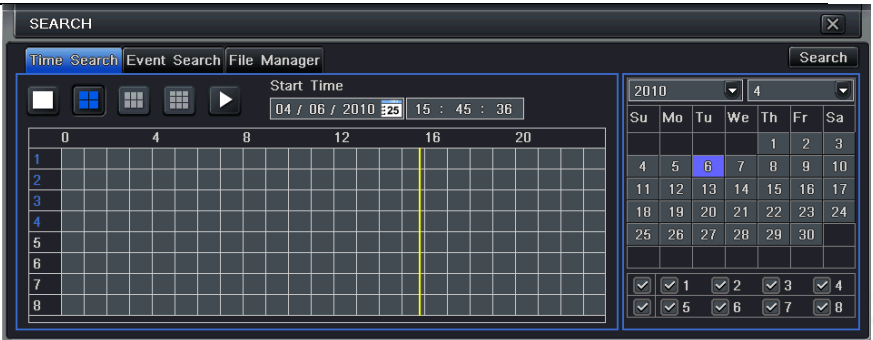 SEARCH
Time Search Event Search File Manager
Search
Start Time
04 / 06 / 2010 25 15 : 45 : 36
0 4 8 12 16 20
1
2
3
4
5
6
7
8
2010 4
Su Mo Tu We Th Fr Sa
1 2 3
4 5 6 7 8 9 10
11 12 13 14 15 16 17
18 19 20 21 22 23 24
25 26 27 28 29 30
1 2 3 4
5 6 7 8